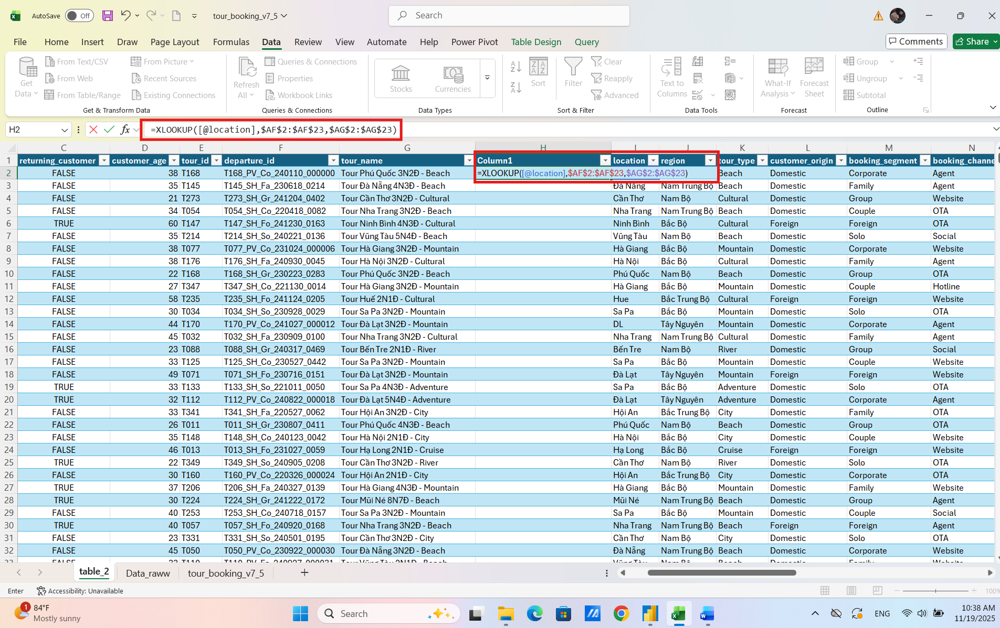 AutoSave Off tour_booking_v7_5 Search
File Home Insert Draw Page Layout Formulas Data Review View Automate Help Power Pivot Table Design Query Comments Share
Get Data From Text/CSV From Web From Table/Range From Picture Recent Sources Existing Connections
Get & Transform Data
Refresh All Queries & Connections Properties Workbook Links
Queries & Connections
Stocks Currencies
Data Types
Sort Filter Clear Reapply Advanced
Sort & Filter
Text to Columns
Data Tools
What-If Analysis Forecast Sheet
Forecast
Group Ungroup Subtotal
Outline
H2 fx =XLOOKUP([@location],$AF$2:$AF$23,$AG$2:$AG$23)
C D E F G H I J K L M N
1 returning_customer customer_age tour_id departure_id tour_name Column1 location region tour_type customer_origin booking_segment booking_channe
2 FALSE 38 T168 T168_PV_Co_240110_000000 Tour Phú Quốc 3N2Đ - Beach =XLOOKUP([@location],$AF$2:$AF$23,$AG$2:$AG$23) Beach Domestic Corporate Agent
3 FALSE 35 T145 T145_SH_Fa_230618_0214 Tour Đà Nẵng 4N3Đ - Beach Đà Nẵng Nam Trung Bộ Beach Domestic Family Agent
4 FALSE 21 T273 T273_SH_Gr_241204_0402 Tour Cần Thơ 3N2Đ - Cultural Cần Thơ Nam Bộ Cultural Domestic Group Website
5 FALSE 34 T054 T054_SH_Co_220418_0082 Tour Nha Trang 3N2Đ - Beach Nha Trang Nam Trung Bộ Beach Domestic Couple OTA
6 TRUE 60 T147 T147_SH_Fo_241230_0163 Tour Ninh Bình 4N3Đ - Cultural Ninh Bình Bắc Bộ Cultural Foreign Foreign OTA
7 FALSE 35 T214 T214_SH_So_240221_0136 Tour Vũng Tàu 5N4Đ - Beach Vũng Tàu Nam Bộ Beach Domestic Solo Social
8 FALSE 38 T077 T077_PV_Co_231024_000006 Tour Hà Giang 3N2Đ - Mountain Hà Giang Bắc Bộ Mountain Domestic Corporate Website
9 FALSE 38 T176 T176_SH_Fa_240930_0045 Tour Hà Nội 3N2Đ - Cultural Hà Nội Bắc Bộ Cultural Domestic Family Agent
10 FALSE 22 T168 T168_SH_Gr_230223_0283 Tour Phú Quốc 3N2Đ - Beach Phú Quốc Nam Bộ Beach Domestic Group OTA
11 FALSE 27 T347 T347_SH_Co_221130_0014 Tour Hà Giang 3N2Đ - Mountain Hà Giang Bắc Bộ Mountain Domestic Couple Hotline
12 FALSE 58 T235 T235_SH_Fo_241124_0205 Tour Huế 2N1Đ - Cultural Hue Bắc Trung Bộ Cultural Foreign Foreign Website
13 FALSE 30 T034 T034_SH_So_230928_0029 Tour Sa Pa 3N2Đ - Mountain Sa Pa Bắc Bộ Mountain Domestic Solo OTA
14 FALSE 44 T170 T170_PV_Co_241027_000012 Tour Đà Lạt 3N2Đ - Mountain DL Tây Nguyên Mountain Domestic Corporate Agent
15 FALSE 45 T032 T032_SH_Fa_230909_0100 Tour Nha Trang 3N2Đ - Cultural Nha Trang Nam Trung Bộ Cultural Domestic Family Agent
16 FALSE 23 T088 T088_SH_Gr_240317_0469 Tour Bến Tre 2N1Đ - River Bến Tre Nam Bộ River Domestic Group Social
17 FALSE 33 T125 T125_SH_Co_230527_0442 Tour Sa Pa 3N2Đ - Mountain Sa Pa Bắc Bộ Mountain Domestic Couple Website
18 FALSE 49 T071 T071_SH_Fo_230716_0151 Tour Đà Lạt 3N2Đ - Mountain Đà Lạt Tây Nguyên Mountain Foreign Foreign Website
19 TRUE 33 T133 T133_SH_So_221011_0050 Tour Sa Pa 4N3Đ - Adventure Sa Pa Bắc Bộ Adventure Domestic Solo OTA
20 TRUE 32 T112 T112_PV_Co_240822_000018 Tour Đà Lạt 5N4Đ - Adventure Đà Lạt Tây Nguyên Adventure Domestic Corporate Agent
21 FALSE 33 T341 T341_SH_Fa_220527_0062 Tour Hội An 3N2Đ - City Hội An Bắc Trung Bộ City Domestic Family OTA
22 FALSE 26 T011 T011_SH_Gr_230807_0411 Tour Phú Quốc 4N3Đ - Beach Phú Quốc Nam Bộ Beach Domestic Group OTA
23 FALSE 35 T148 T148_SH_Co_240123_0042 Tour Hà Nội 2N1Đ - City Hà Nội Bắc Bộ City Domestic Couple Website
24 FALSE 46 T013 T013_SH_Fo_231027_0059 Tour Hạ Long 2N1Đ - Cruise Hạ Long Bắc Bộ Cruise Foreign Foreign Website
25 TRUE 22 T349 T349_SH_So_240905_0208 Tour Cần Thơ 3N2Đ - River Cần Thơ Nam Bộ River Domestic Solo OTA
26 FALSE 30 T160 T160_PV_Co_220326_000024 Tour Hội An 2N1Đ - City Hội An Bắc Trung Bộ City Domestic Corporate OTA
27 TRUE 37 T206 T206_SH_Fa_240327_0139 Tour Hà Giang 4N3Đ - Mountain Hà Giang Bắc Bộ Mountain Domestic Family Website
28 TRUE 30 T224 T224_SH_Gr_241222_0172 Tour Mũi Né 8N7Đ - Beach Mũi Né Nam Trung Bộ Beach Domestic Group Agent
29 FALSE 40 T253 T253_SH_Co_240718_0157 Tour Sa Pa 3N2Đ - Mountain Sa Pa Bắc Bộ Mountain Domestic Couple Social
30 TRUE 40 T057 T057_SH_Fo_240920_0168 Tour Nha Trang 3N2Đ - Beach Nha Trang Nam Trung Bộ Beach Foreign Foreign Agent
31 FALSE 23 T331 T331_SH_So_240501_0195 Tour Cần Thơ 3N2Đ - City Cần Thơ Nam Bộ City Domestic Solo OTA
32 FALSE 45 T050 T050_PV_Co_230922_000030 Tour Đà Nẵng 3N2Đ - Beach Đà Nẵng Nam Trung Bộ Beach Domestic Corporate Website
table_2 Data_raww tour_booking_v7_5
Enter Accessibility: Unavailable 100%
1 84°F Search ENG 10:38 AM
Mostly sunny 11/19/2025